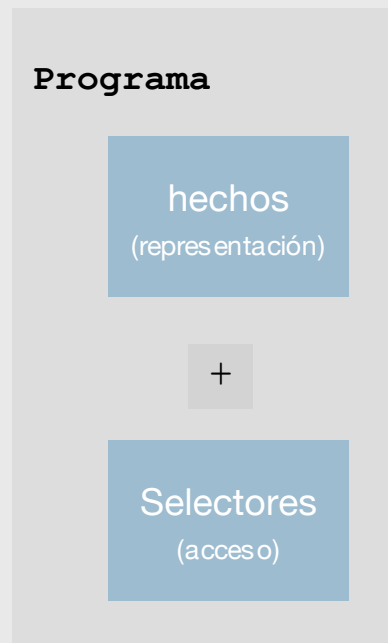 Programa
hechos
(representación)
+
Selectores
(acceso)